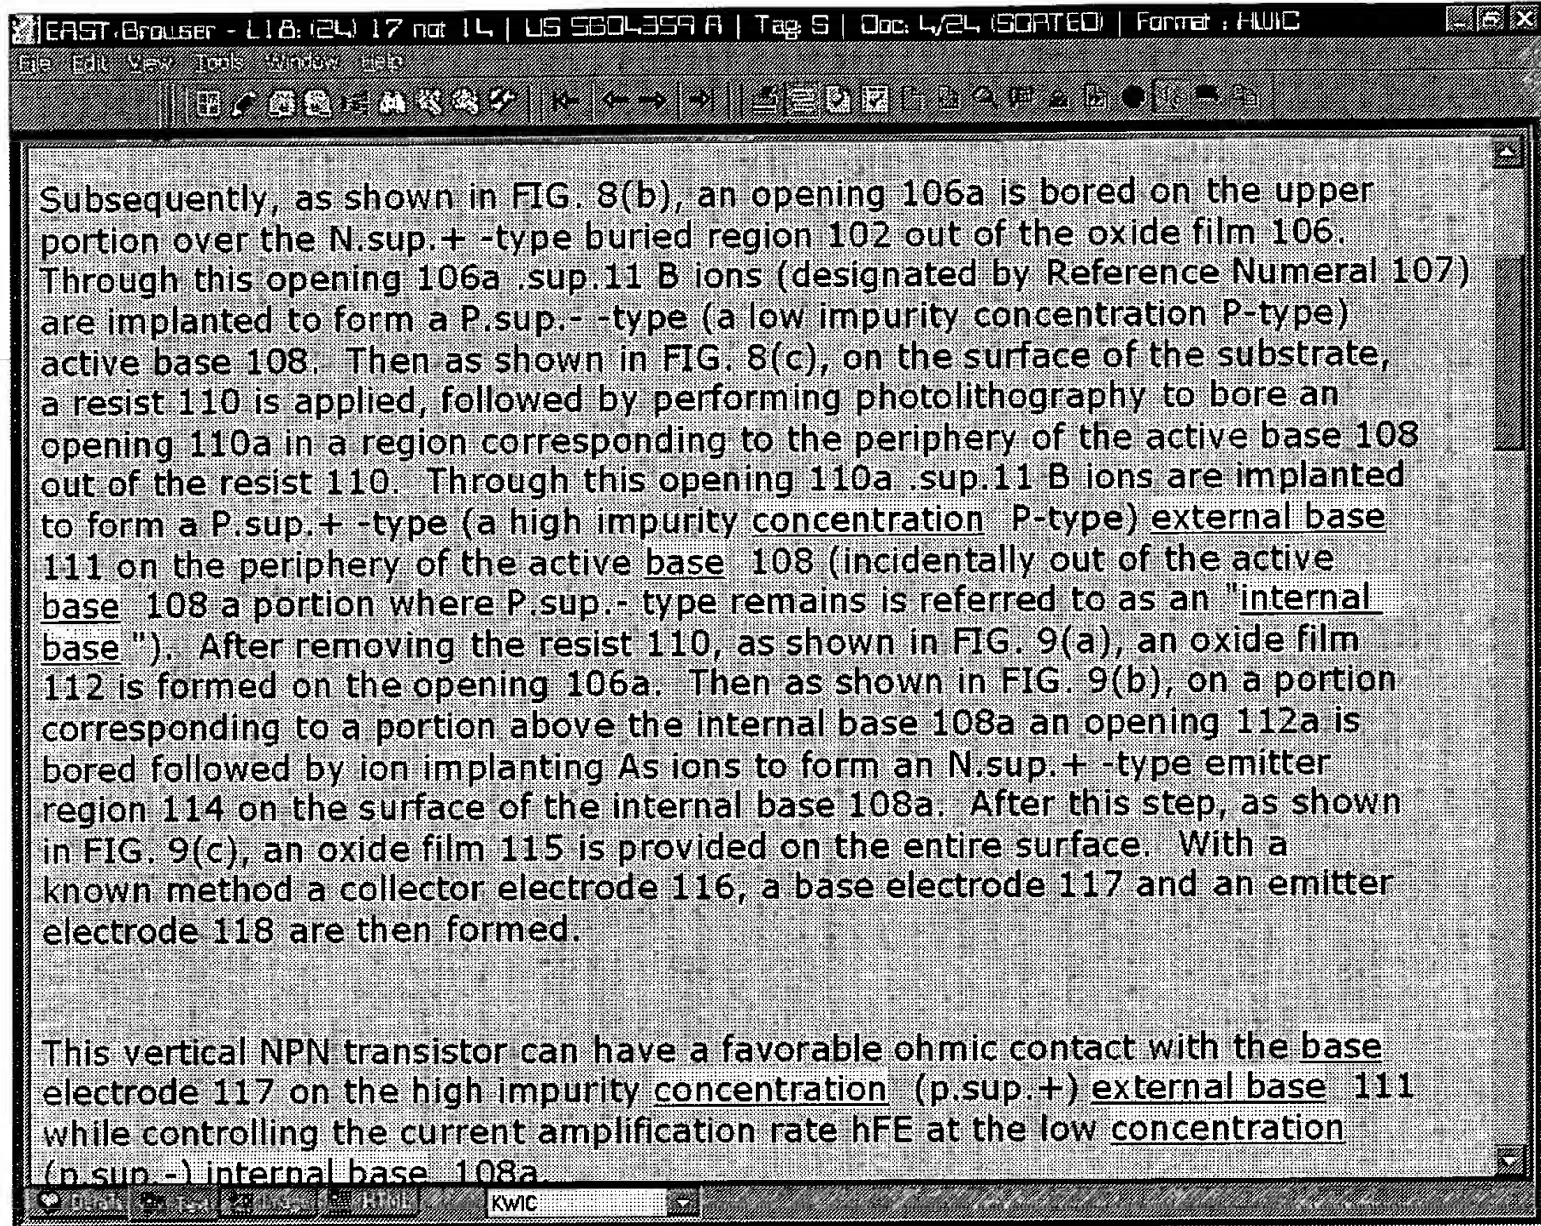 EAST Browser - L18: (24) 17 not 14 | US 5604359 A | Tag: S | Doc: 4/24 (SORTED) | Format : KWIC
File Edit View Tools Window Help
Subsequently, as shown in FIG. 8(b), an opening 106a is bored on the upper
portion over the N.sup.+ -type buried region 102 out of the oxide film 106.
Through this opening 106a .sup.11 B ions (designated by Reference Numeral 107)
are implanted to form a P.sup.- -type (a low impurity concentration P-type)
active base 108. Then as shown in FIG. 8(c), on the surface of the substrate,
a resist 110 is applied, followed by performing photolithography to bore an
opening 110a in a region corresponding to the periphery of the active base 108
out of the resist 110. Through this opening 110a .sup.11 B ions are implanted
to form a P.sup.+ -type (a high impurity concentration P-type) external base
111 on the periphery of the active base 108 (incidentally out of the active
base 108 a portion where P.sup.- type remains is referred to as an "internal
base "). After removing the resist 110, as shown in FIG. 9(a), an oxide film
112 is formed on the opening 106a. Then as shown in FIG. 9(b), on a portion
corresponding to a portion above the internal base 108a an opening 112a is
bored followed by ion implanting As ions to form an N.sup.+ -type emitter
region 114 on the surface of the internal base 108a. After this step, as shown
in FIG. 9(c), an oxide film 115 is provided on the entire surface. With a
known method a collector electrode 116, a base electrode 117 and an emitter
electrode 118 are then formed.
This vertical NPN transistor can have a favorable ohmic contact with the base
electrode 117 on the high impurity concentration (p.sup.+) external base 111
while controlling the current amplification rate hFE at the low concentration
(p.sup.-) internal base 108a.
Details Text Image HTML KWIC